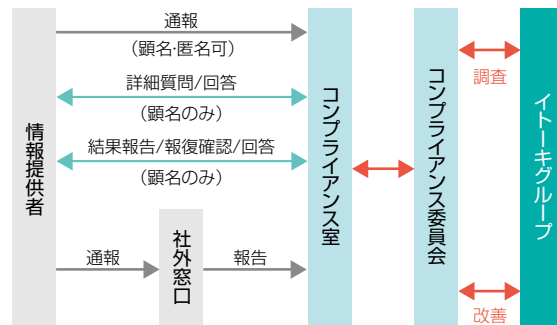 情報提供者
通報
(顕名・匿名可)
詳細質問/回答
(顕名のみ)
結果報告/報復確認/回答
(顕名のみ)
通報
社外窓口
報告
コンプライアンス室
コンプライアンス委員会
調査
改善
イトーキグループ